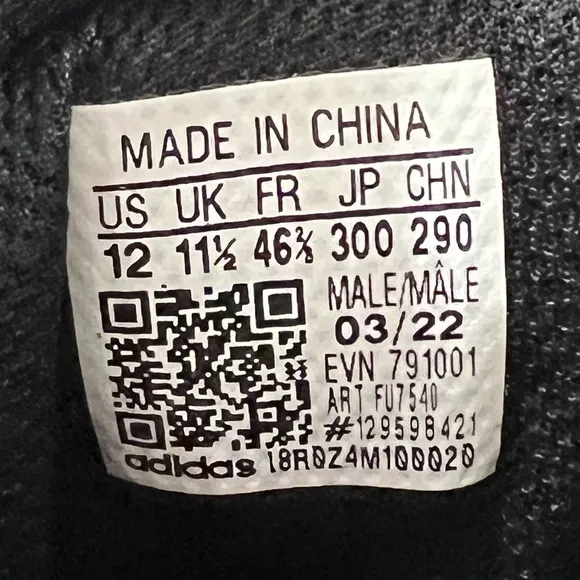 MADE IN CHINA
US UK FR JP CHN
12 11½ 46⅔ 300 290
MALE/MÂLE
03/22
EVN 791001
ART FU7540
#129598421
adidas 18R0Z4M100020